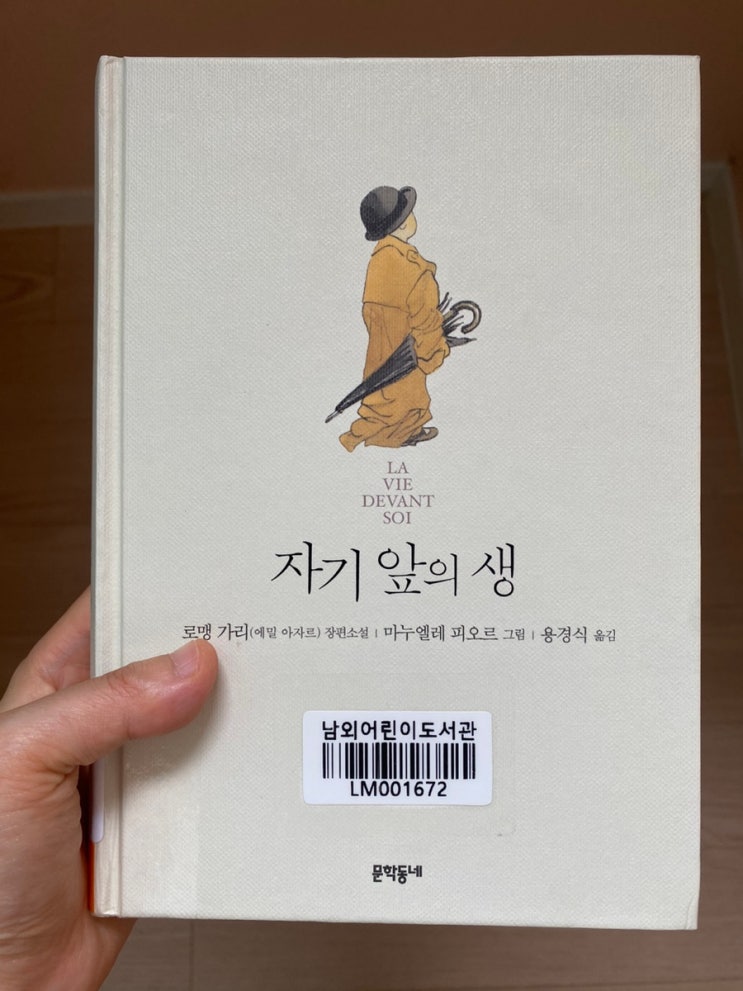 LA
VIE
DEVANT
SOI
자기 앞의 생
로맹 가리(에밀 아자르) 장편소설 | 마누엘레 피오르 그림 | 용경식 옮김
남외어린이도서관
LM001672
문학동네